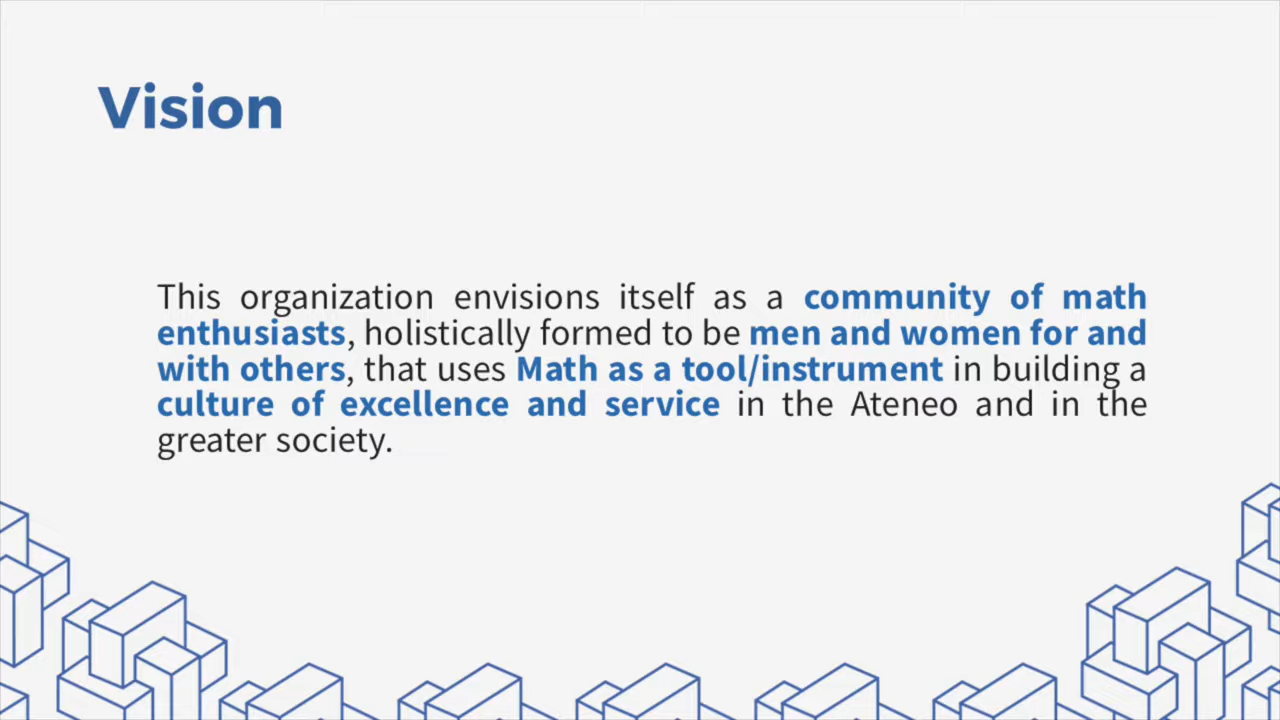 Vision
This organization envisions itself as a community of math
enthusiasts, holistically formed to be men and women for and
with others, that uses Math as a tool/instrument in building a
culture of excellence and service in the Ateneo and in the
greater society.